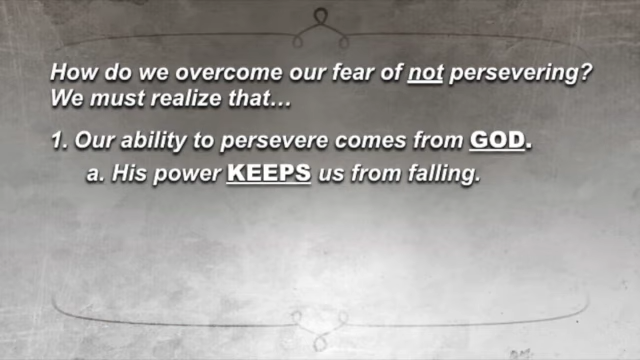 How do we overcome our fear of not persevering?
We must realize that...
1. Our ability to persevere comes from GOD.
a. His power KEEPS us from falling.